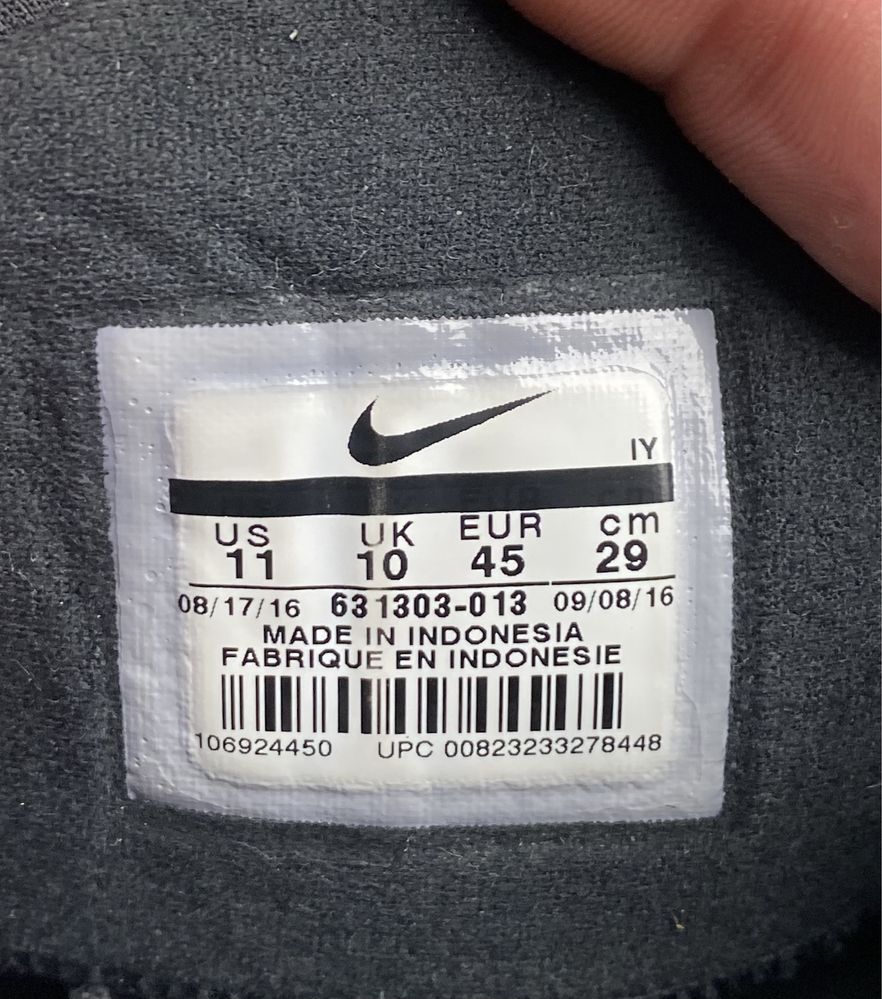 IY
US UK EUR cm
11 10 45 29
08/17/16 631303-013 09/08/16
MADE IN INDONESIA
FABRIQUE EN INDONESIE
106924450 UPC 00823233278448